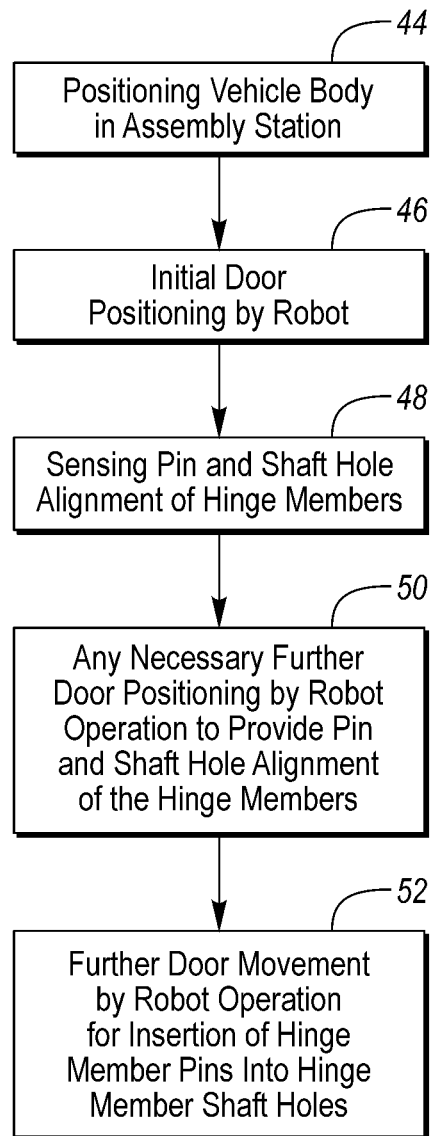 44
Positioning Vehicle Body
in Assembly Station
46
Initial Door
Positioning by Robot
48
Sensing Pin and Shaft Hole
Alignment of Hinge Members
50
Any Necessary Further
Door Positioning by Robot
Operation to Provide Pin
and Shaft Hole Alignment
of the Hinge Members
52
Further Door Movement
by Robot Operation
for Insertion of Hinge
Member Pins Into Hinge
Member Shaft Holes